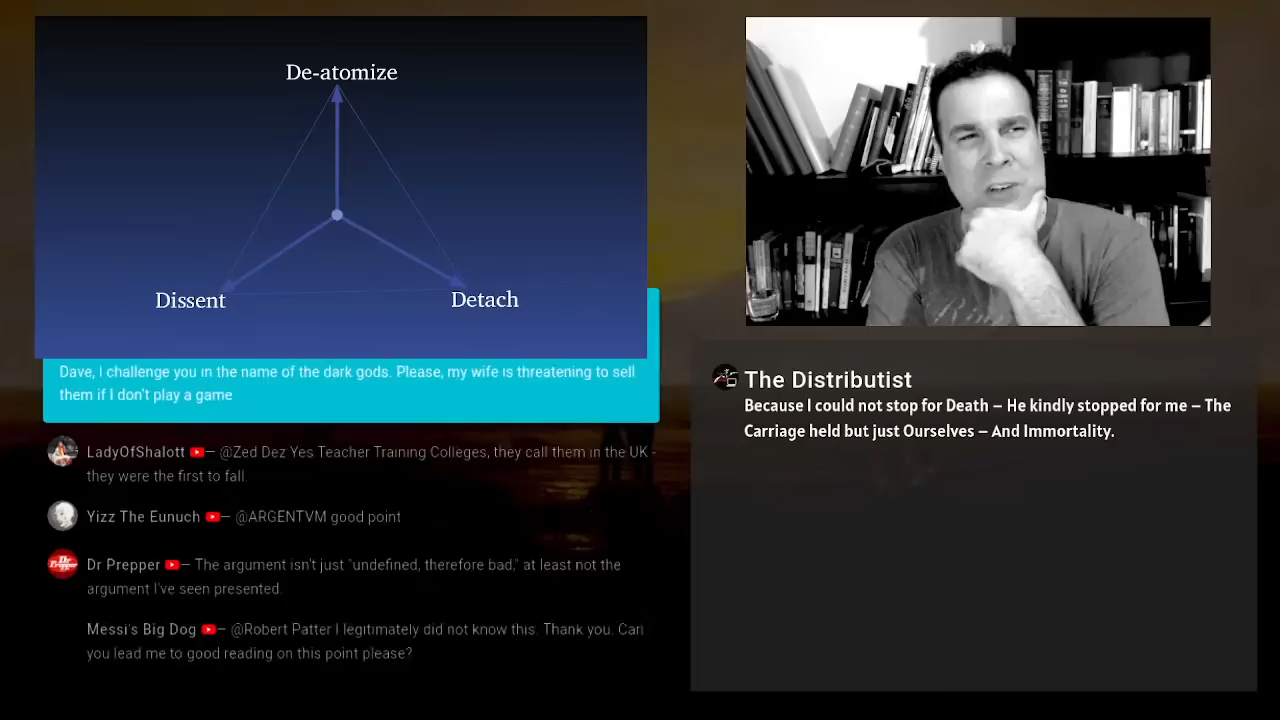 De-atomize
Dissent
Detach
Dave, I challenge you in the name of the dark gods. Please, my wife is threatening to sell
them if I don't play a game
LadyOfShalott — @Zed Dez Yes Teacher Training Colleges, they call them in the UK -
they were the first to fall.
Yizz The Eunuch — @ARGENTVM good point
Dr Prepper — The argument isn't just "undefined, therefore bad," at least not the
argument I've seen presented.
Messi's Big Dog — @Robert Patter I legitimately did not know this. Thank you. Can
you lead me to good reading on this point please?
The Distributist
Because I could not stop for Death – He kindly stopped for me – The
Carriage held but just Ourselves – And Immortality.